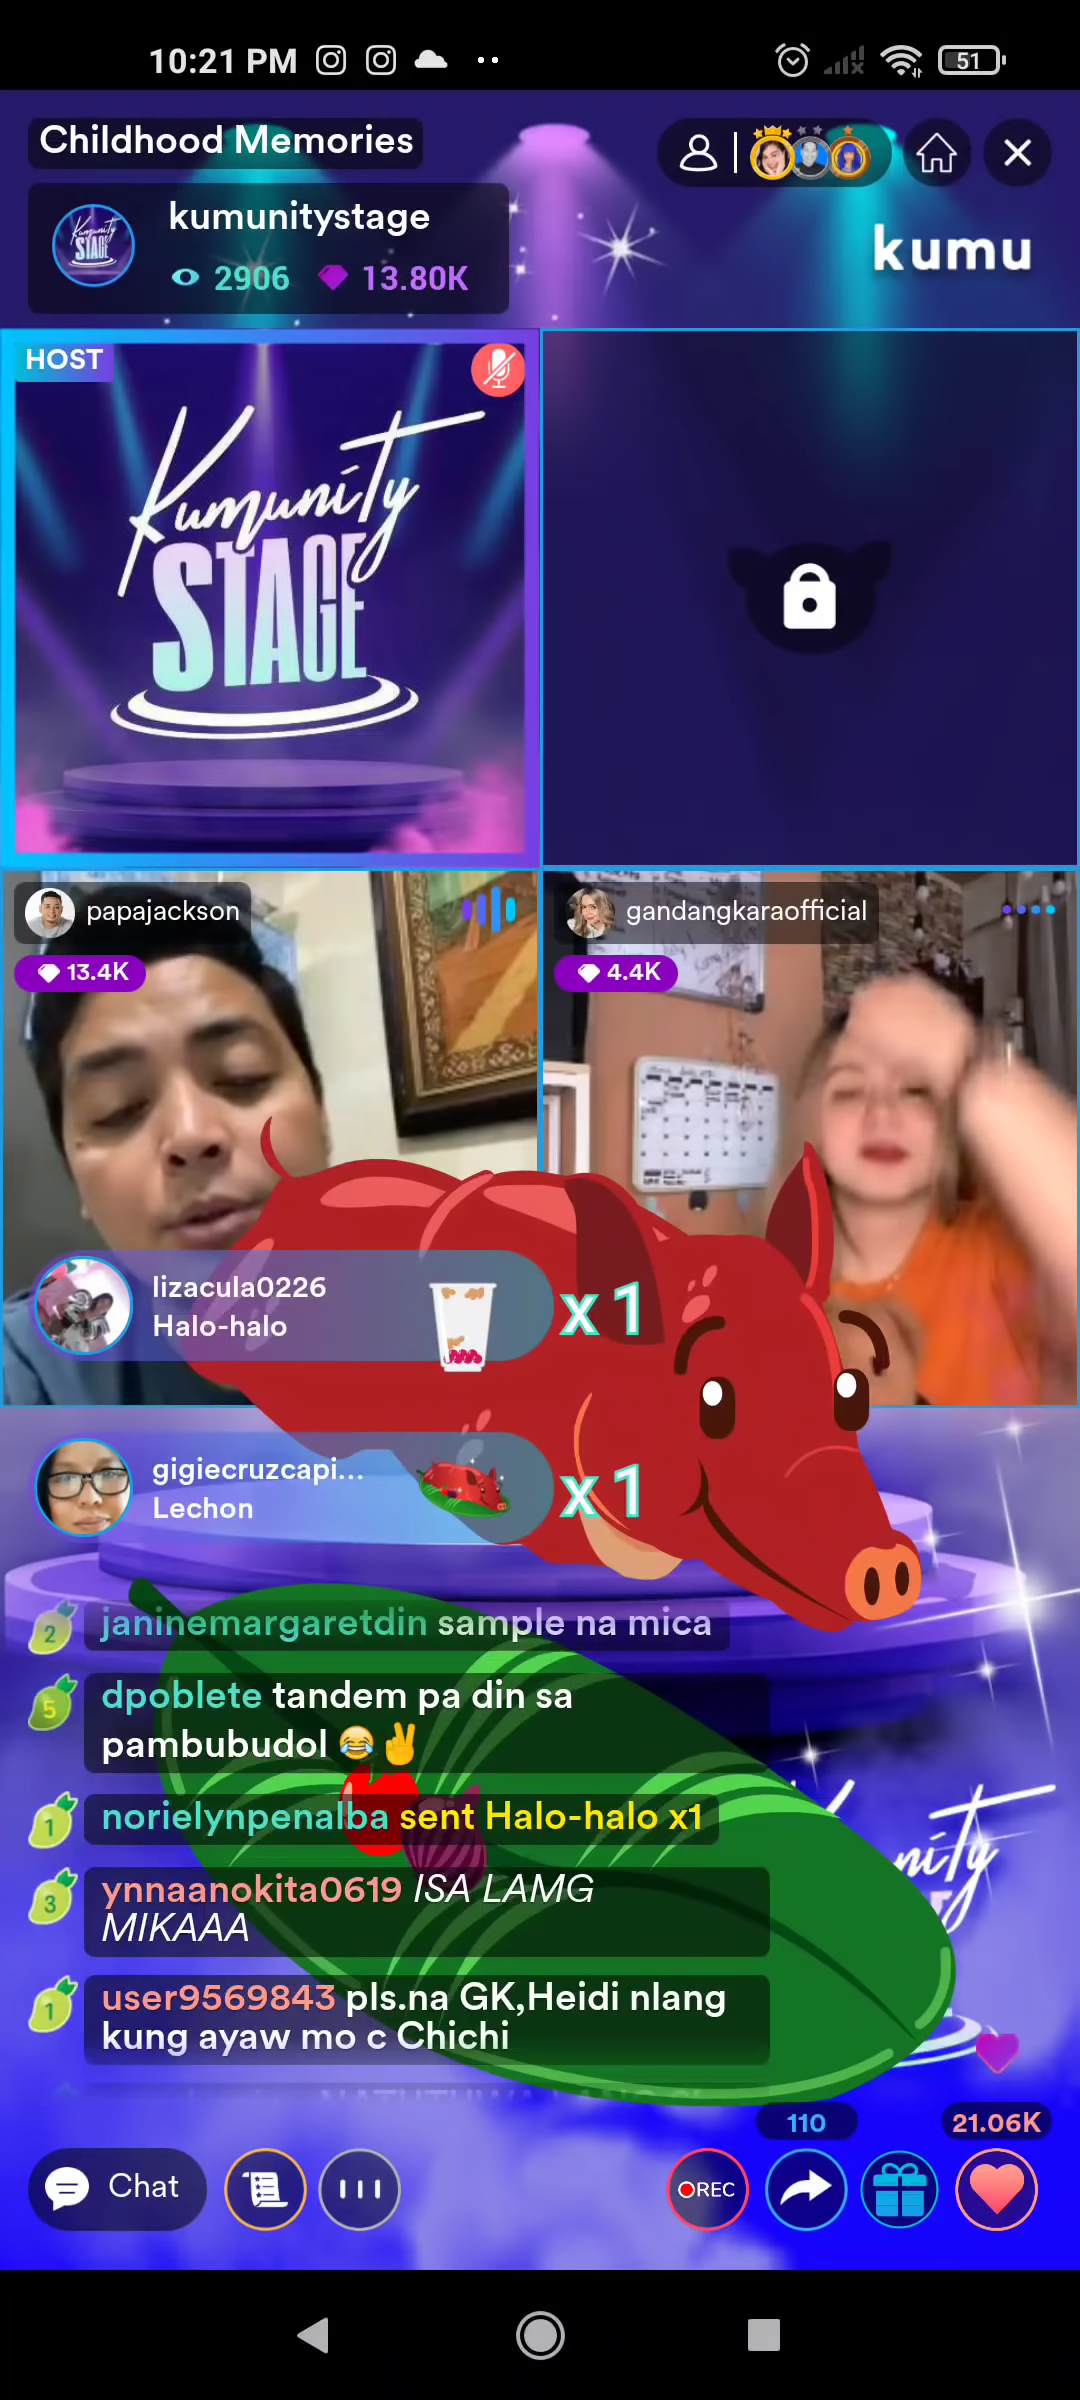 10:21 PM
51
Childhood Memories
kumunitystage
2906
13.80K
kumu
HOST
Kumunity
STAGE
Kumunity
STAGE
papajackson
13.4K
gandangkaraofficial
4.4K
lizacula0226
Halo-halo
x 1
gigiecruzcapi...
Lechon
x 1
2
janinemargaretdin sample na mica
5
dpoblete tandem pa din sa
pambubudol 😂✌
1
norielynpenalba sent Halo-halo x1
3
ynnaanokita0619 ISA LAMG
MIKAAA
1
user9569843 pls.na GK,Heidi nlang
kung ayaw mo c Chichi
110
21.06K
Chat
REC